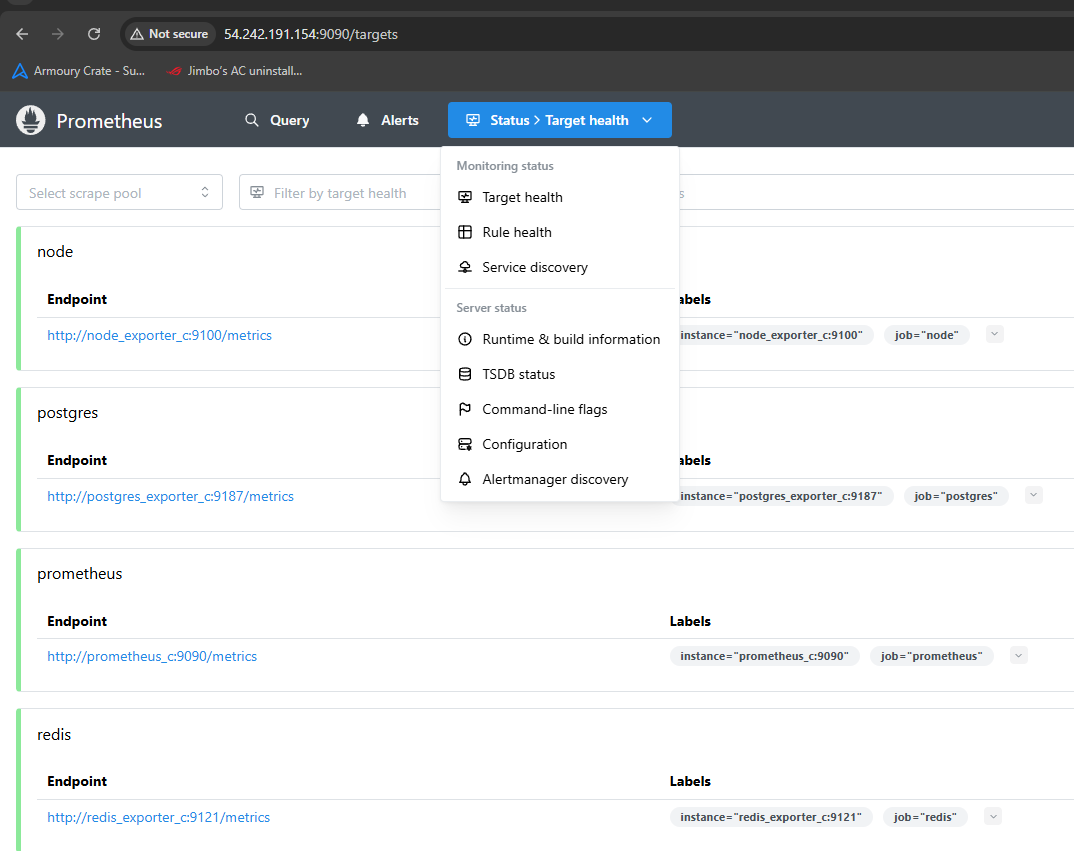 Not secure 54.242.191.154:9090/targets
Armoury Crate - Su... Jimbo's AC uninstall...
Prometheus Query Alerts Status > Target health
Monitoring status
Select scrape pool Filter by target health s
Target health
Rule health
Service discovery
Server status
Runtime & build information
TSDB status
Command-line flags
Configuration
Alertmanager discovery
node
Endpoint abels
http://node_exporter_c:9100/metrics instance="node_exporter_c:9100" job="node"
postgres
Endpoint abels
http://postgres_exporter_c:9187/metrics instance="postgres_exporter_c:9187" job="postgres"
prometheus
Endpoint Labels
http://prometheus_c:9090/metrics instance="prometheus_c:9090" job="prometheus"
redis
Endpoint Labels
http://redis_exporter_c:9121/metrics instance="redis_exporter_c:9121" job="redis"